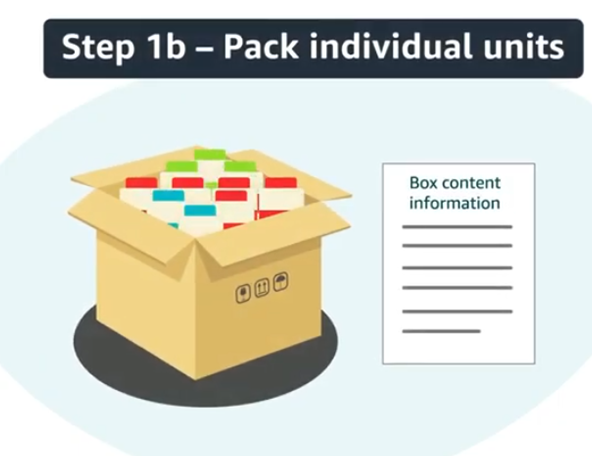 Step 1b – Pack individual units
Box content
information